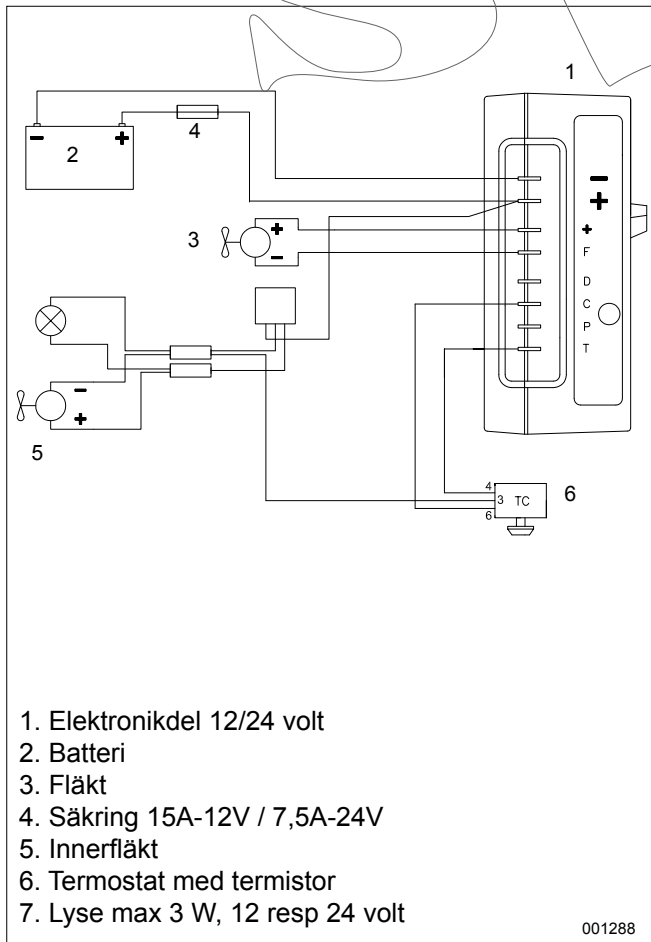 1
− +
2
4
−
+
3
+
−
+
F
D
C
P
T
−
+
5
4
3 TC
6
6
1. Elektronikdel 12/24 volt
2. Batteri
3. Fläkt
4. Säkring 15A-12V / 7,5A-24V
5. Innerfläkt
6. Termostat med termistor
7. Lyse max 3 W, 12 resp 24 volt
001288